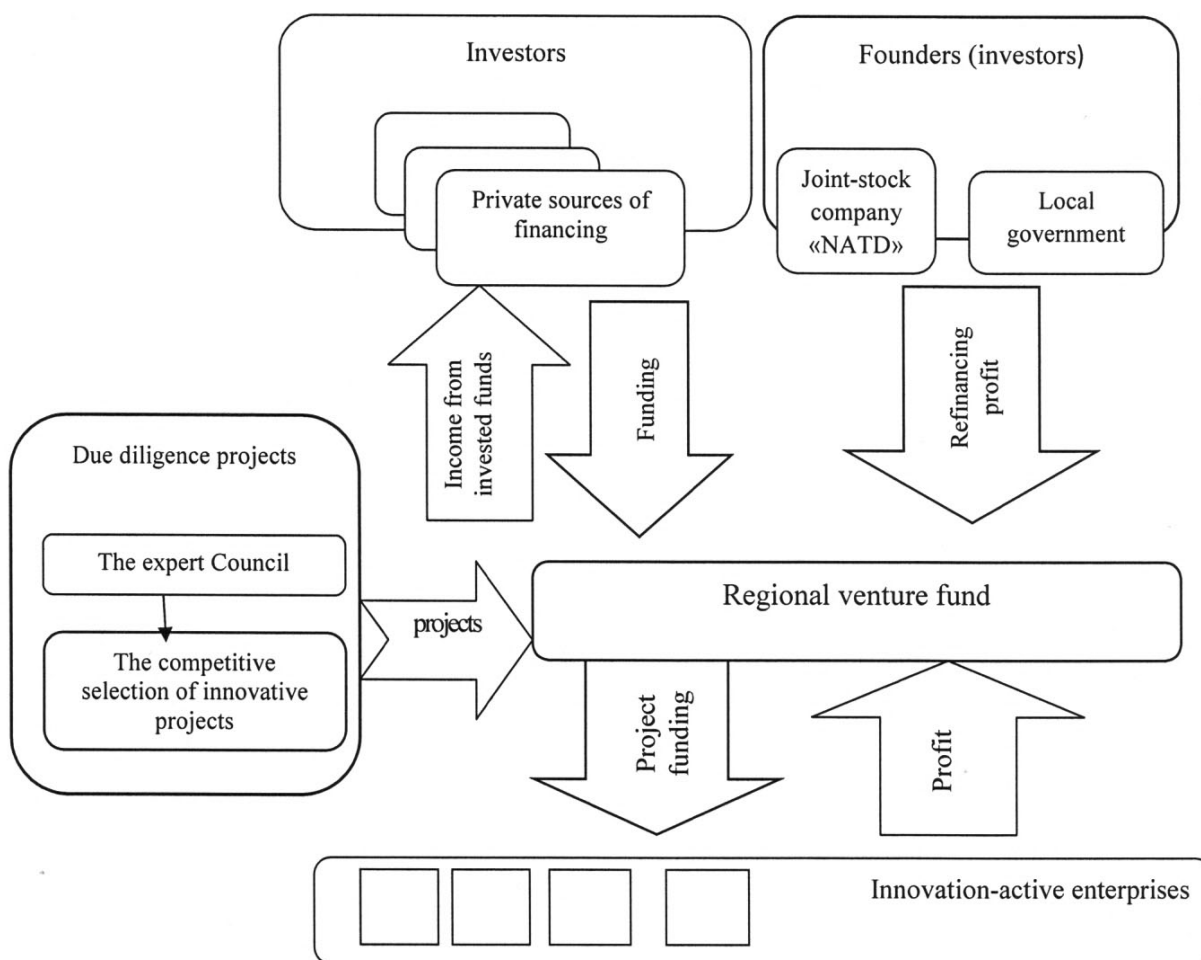 Investors
Private sources of
financing
Founders (investors)
Joint-stock
company
«NATD»
Local
government
Income from
invested funds
Funding
Refinancing
profit
Due diligence projects
The expert Council
The competitive
selection of innovative
projects
projects
Regional venture fund
Project
funding
Profit
Innovation-active enterprises